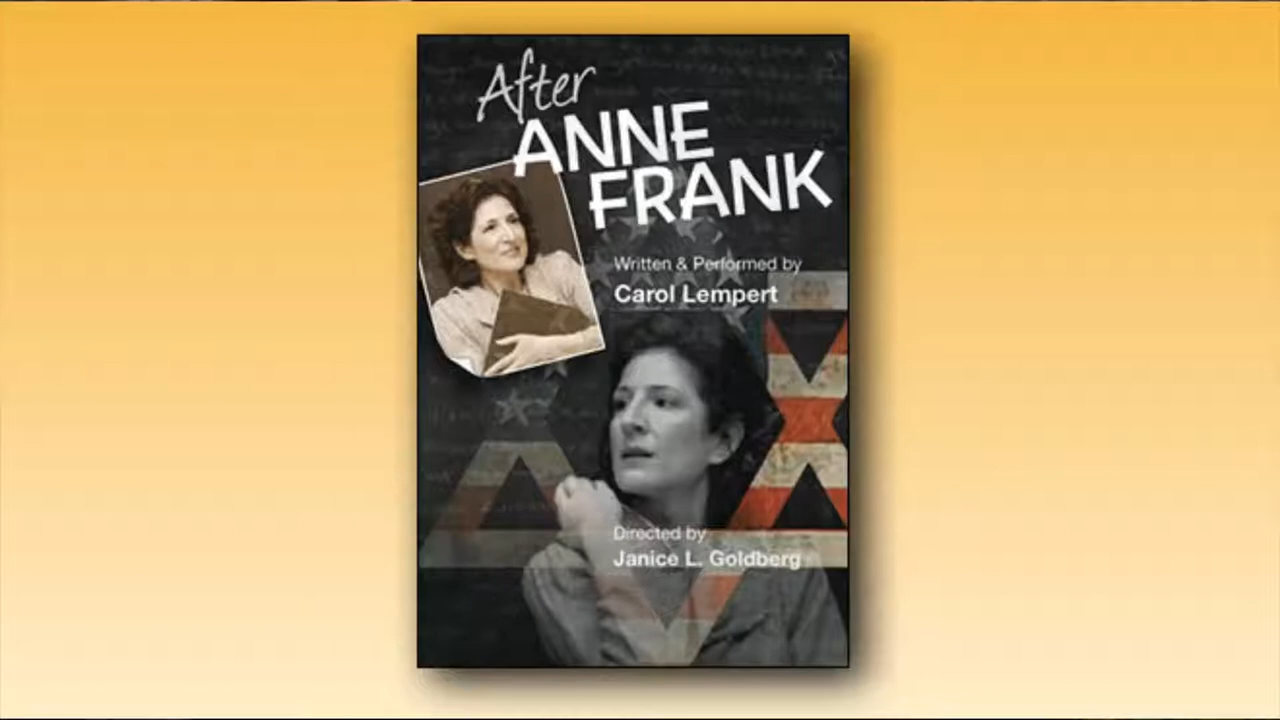 After
ANNE
FRANK
Written & Performed by
Carol Lempert
Directed by
Janice L. Goldberg